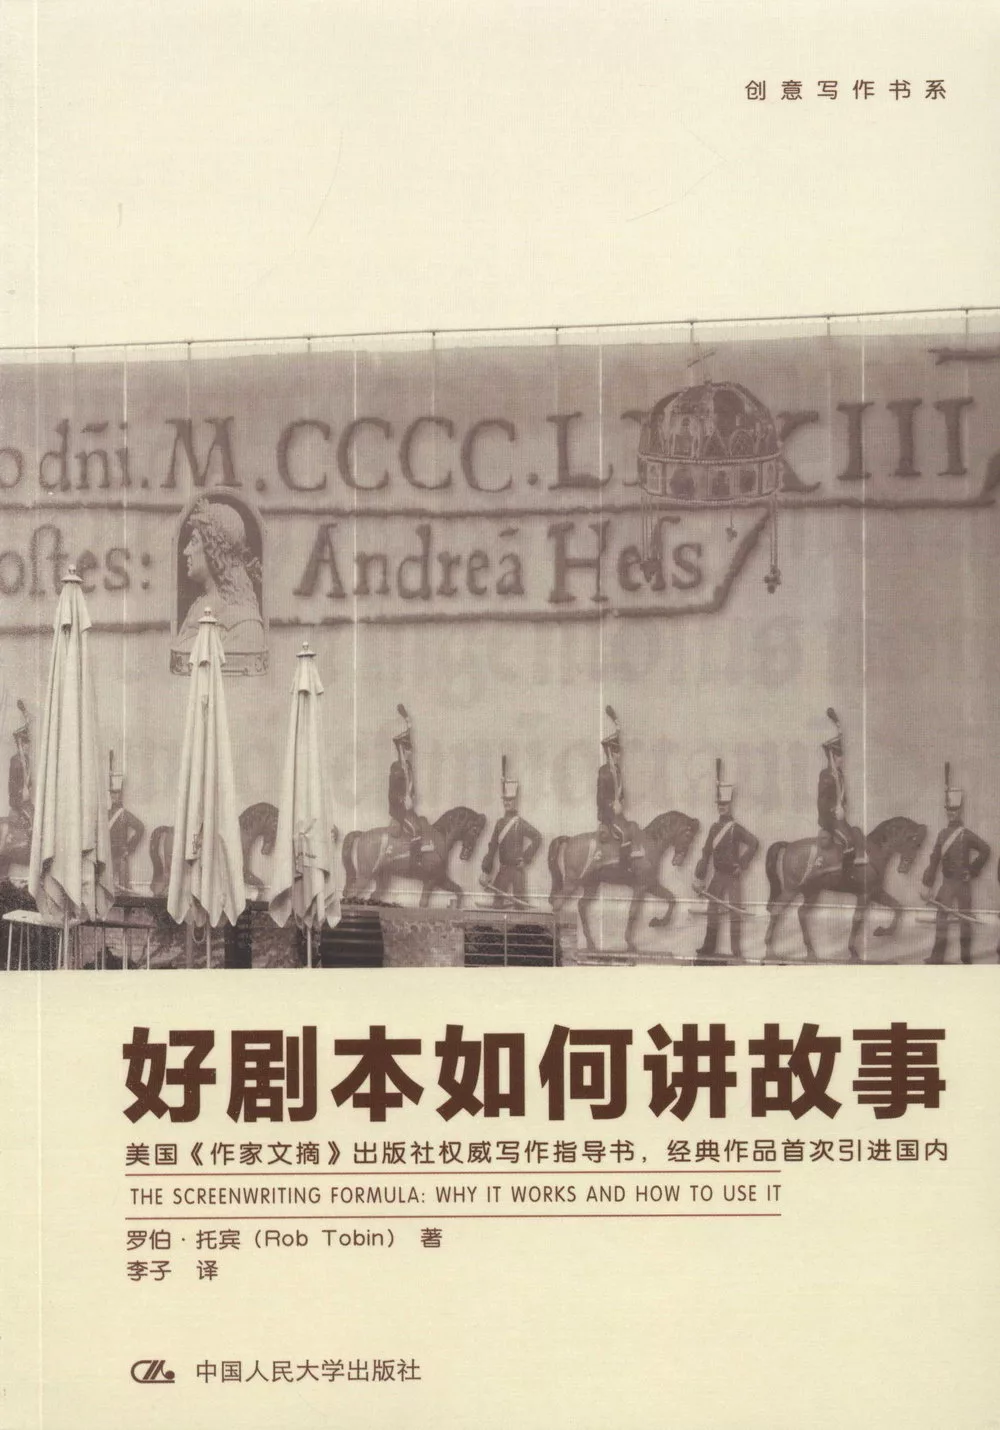 创意写作书系
o dñi.M.CCCC.L XIII
oſtes: Andreā Heſs
好剧本如何讲故事
美国《作家文摘》出版社权威写作指导书，经典作品首次引进国内
THE SCREENWRITING FORMULA: WHY IT WORKS AND HOW TO USE IT
罗伯·托宾（Rob Tobin） 著
李子 译
中国人民大学出版社